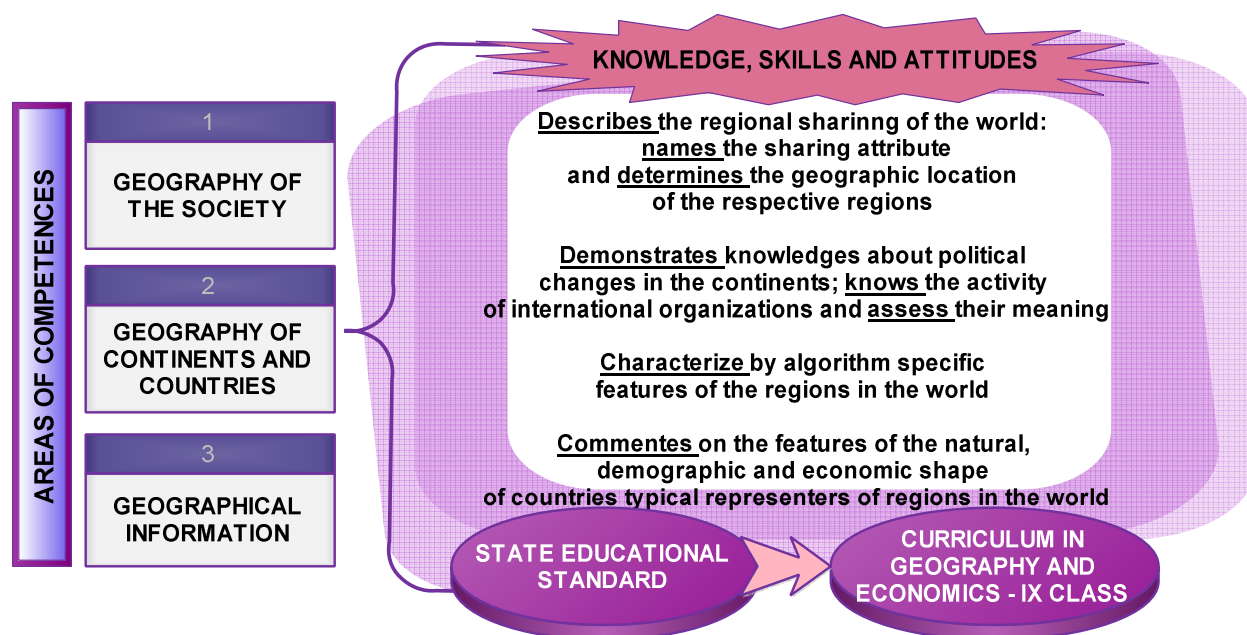 AREAS OF COMPETENCES
1
GEOGRAPHY OF
THE SOCIETY
2
GEOGRAPHY OF
CONTINENTS AND
COUNTRIES
3
GEOGRAPHICAL
INFORMATION
KNOWLEDGE, SKILLS AND ATTITUDES
Describes the regional sharinng of the world:
names the sharing attribute
and determines the geographic location
of the respective regions
Demonstrates knowledges about political
changes in the continents; knows the activity
of international organizations and assess their meaning
Characterize by algorithm specific
features of the regions in the world
Commentes on the features of the natural,
demographic and economic shape
of countries typical representers of regions in the world
STATE EDUCATIONAL
STANDARD
CURRICULUM IN
GEOGRAPHY AND
ECONOMICS - IX CLASS